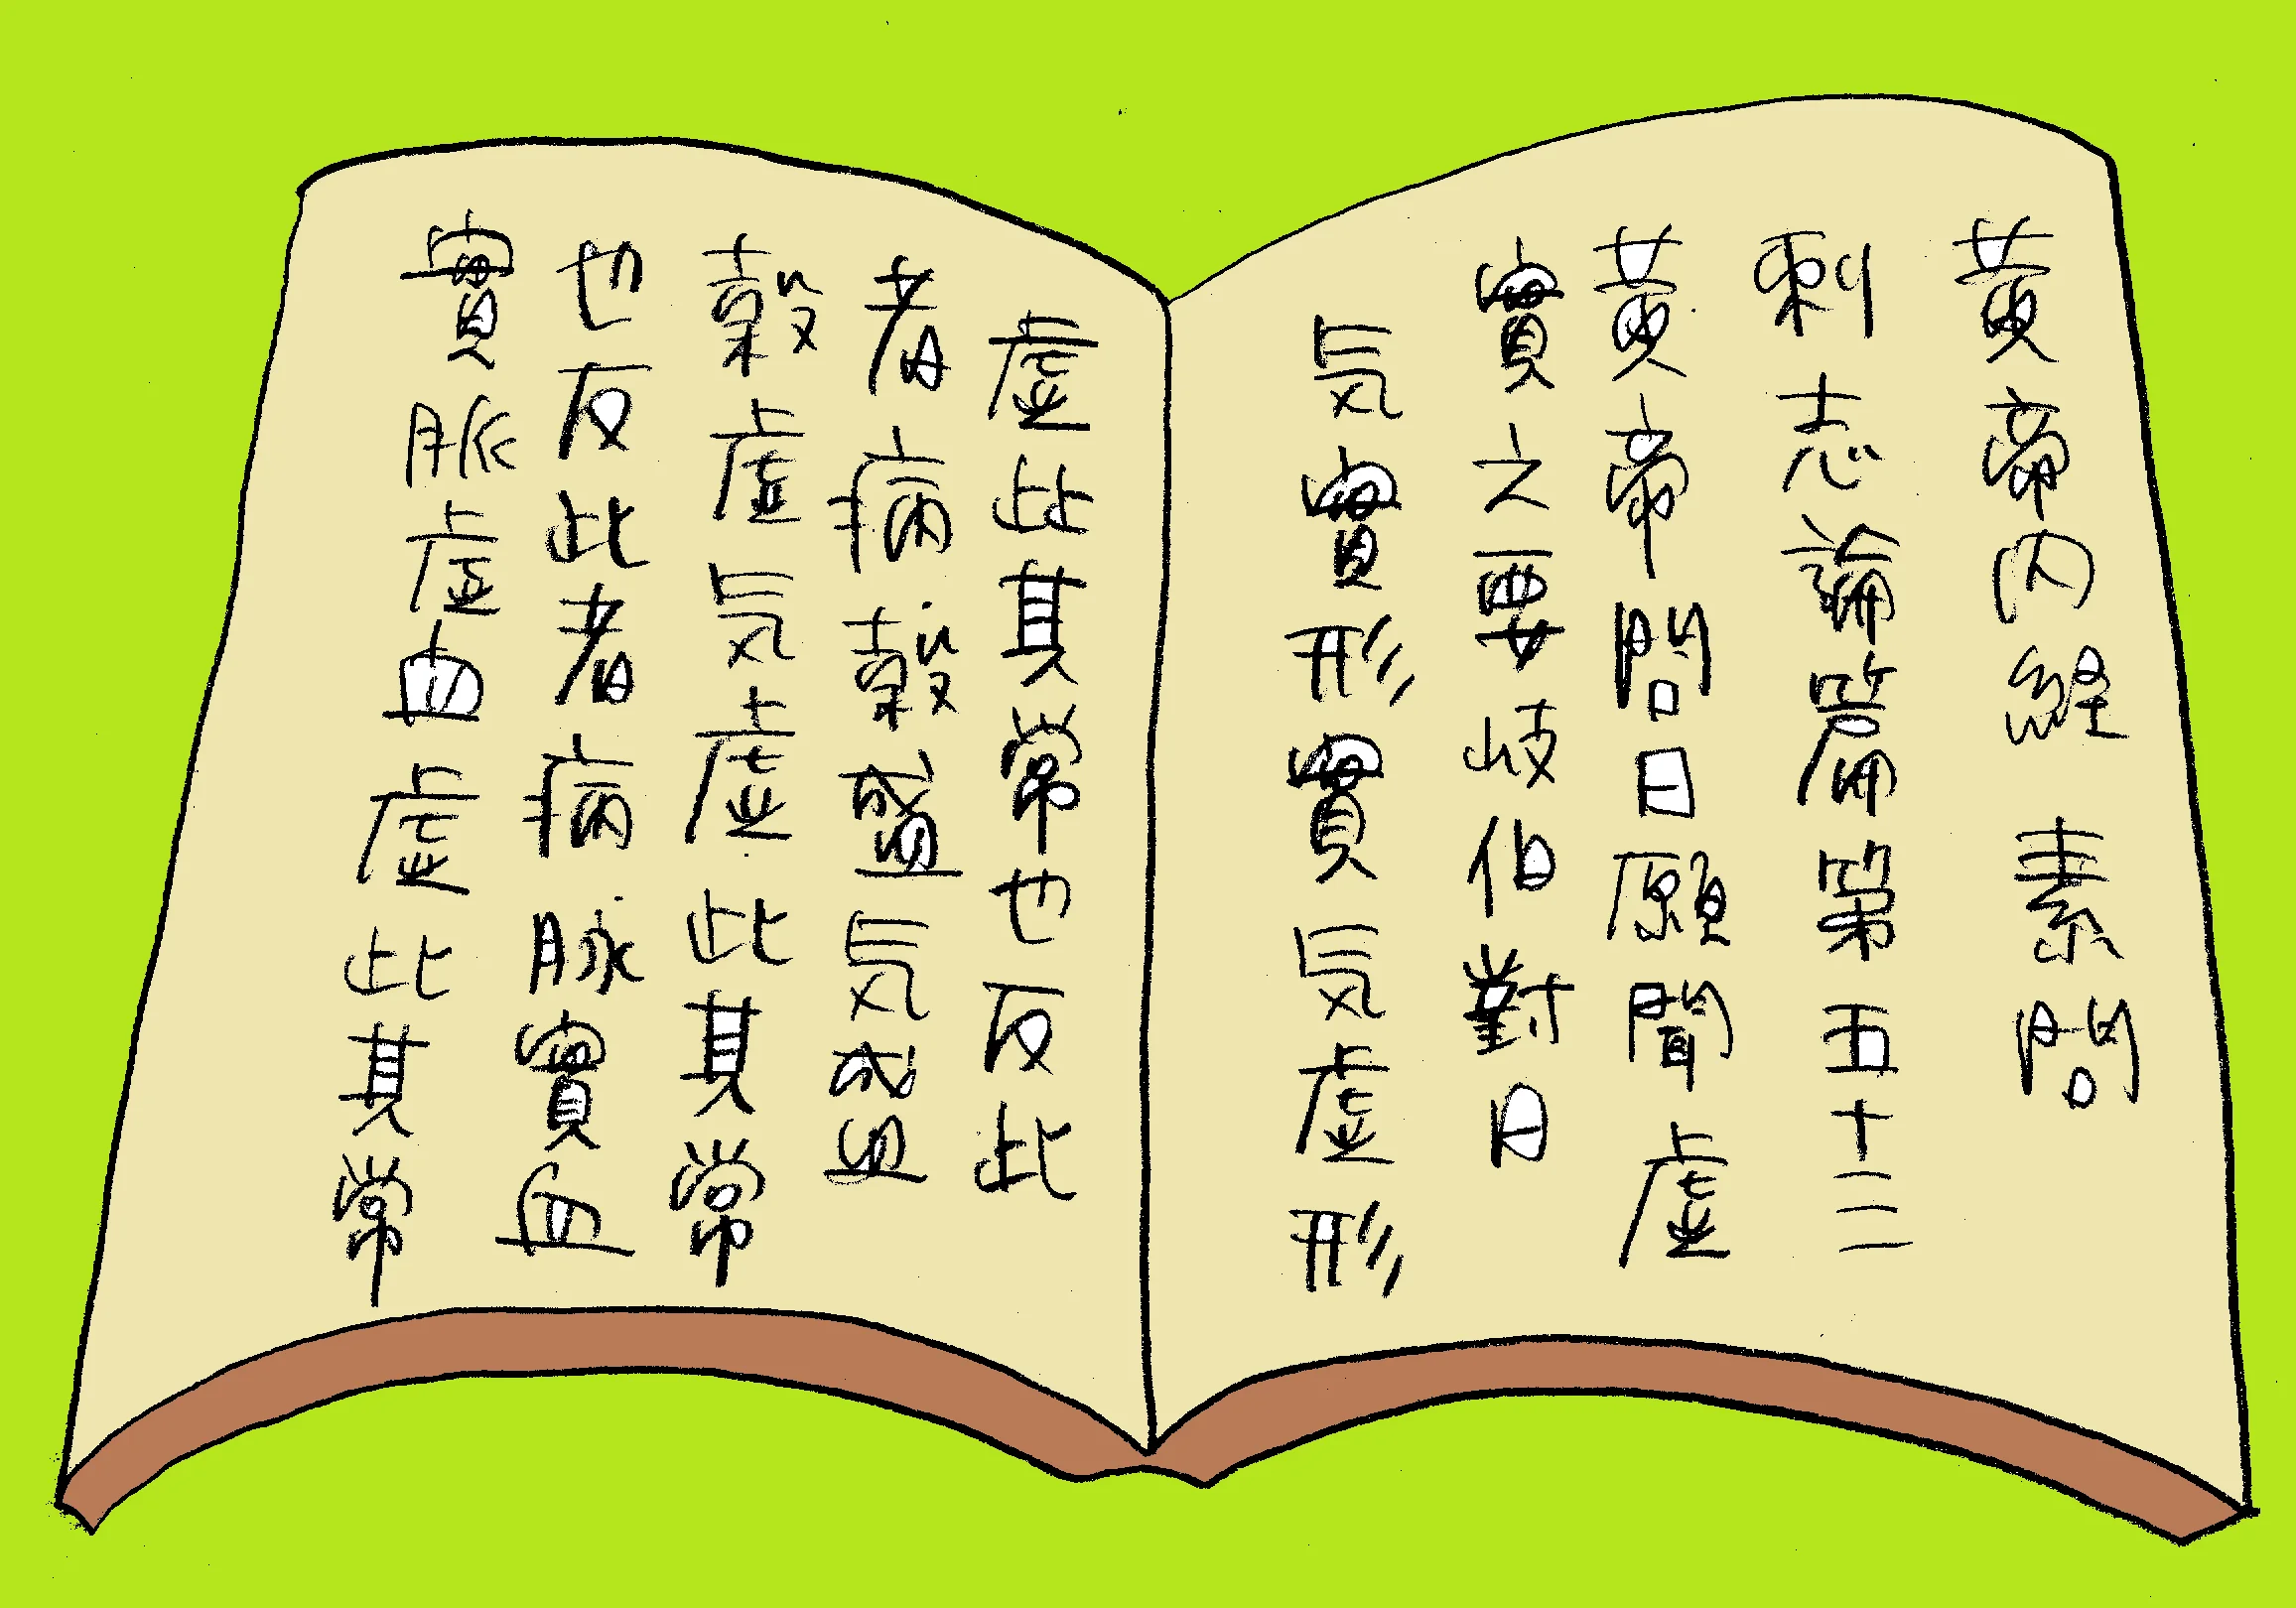 黄帝内経 素問
刺志論篇第五十三
黄帝問曰願聞虚
實之要岐伯對曰
気實形實気虚形
虚此其常也反此
者病穀盛気盛
穀虚気虚此其常
也反此者病脉實血
實脈虚血虚此其常